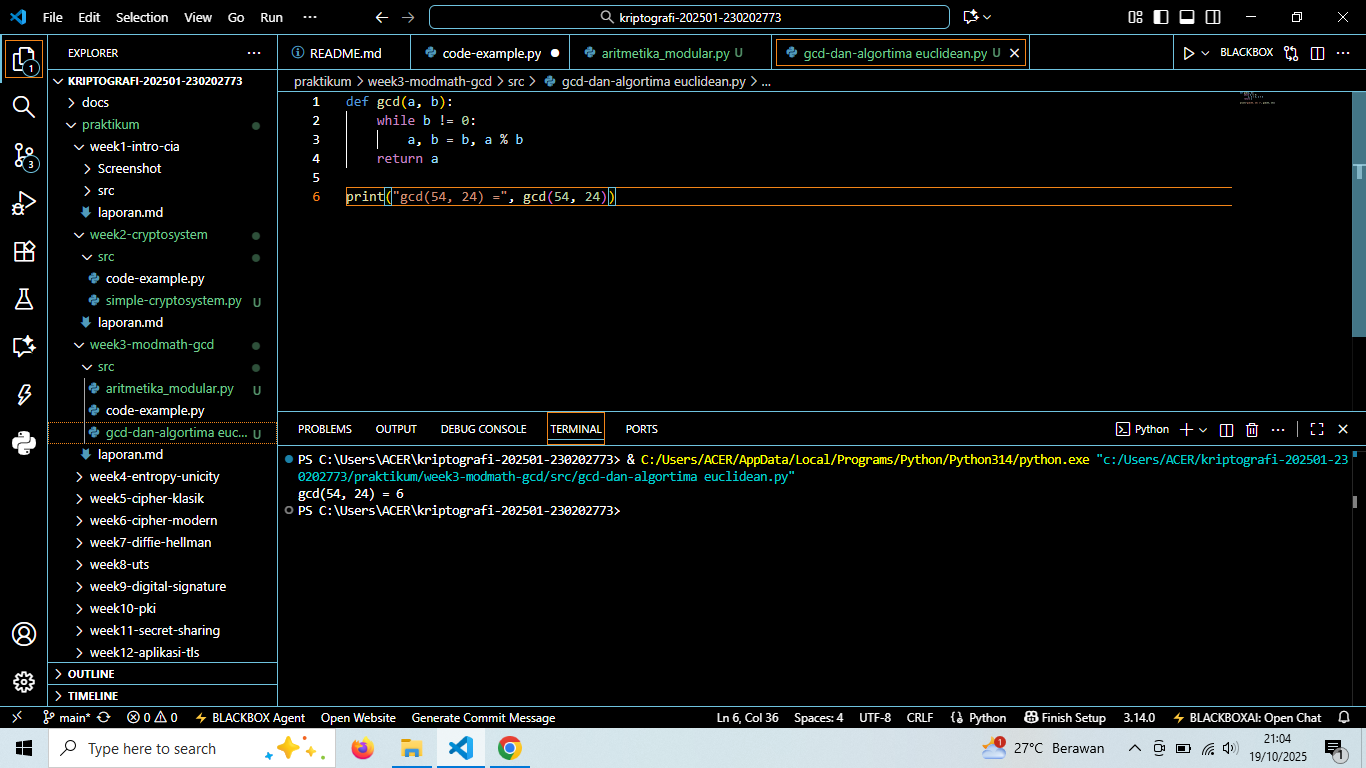 File Edit Selection View Go Run ··· kriptografi-202501-230202773
EXPLORER ···
KRIPTOGRAFI-202501-230202773
docs
praktikum
week1-intro-cia
Screenshot
src
laporan.md
week2-cryptosystem
src
code-example.py
simple-cryptosystem.py U
laporan.md
week3-modmath-gcd
src
aritmetika_modular.py U
code-example.py
gcd-dan-algortima euc... U
laporan.md
week4-entropy-unicity
week5-cipher-klasik
week6-cipher-modern
week7-diffie-hellman
week8-uts
week9-digital-signature
week10-pki
week11-secret-sharing
week12-aplikasi-tls
OUTLINE
TIMELINE
1
3
README.md code-example.py aritmetika_modular.py U gcd-dan-algortima euclidean.py U BLACKBOX ···
praktikum > week3-modmath-gcd > src > gcd-dan-algortima euclidean.py > ...
1 def gcd(a, b):
2 while b != 0:
3 a, b = b, a % b
4 return a
5
6 print("gcd(54, 24) =", gcd(54, 24))
PROBLEMS OUTPUT DEBUG CONSOLE TERMINAL PORTS Python ···
PS C:\Users\ACER\kriptografi-202501-230202773> & C:/Users/ACER/AppData/Local/Programs/Python/Python314/python.exe "c:/Users/ACER/kriptografi-202501-23
0202773/praktikum/week3-modmath-gcd/src/gcd-dan-algortima euclidean.py"
gcd(54, 24) = 6
PS C:\Users\ACER\kriptografi-202501-230202773>
main* 0 0 BLACKBOX Agent Open Website Generate Commit Message Ln 6, Col 36 Spaces: 4 UTF-8 CRLF Python Finish Setup 3.14.0 BLACKBOXAI: Open Chat
Type here to search 1 27°C Berawan 21:04
19/10/2025 1